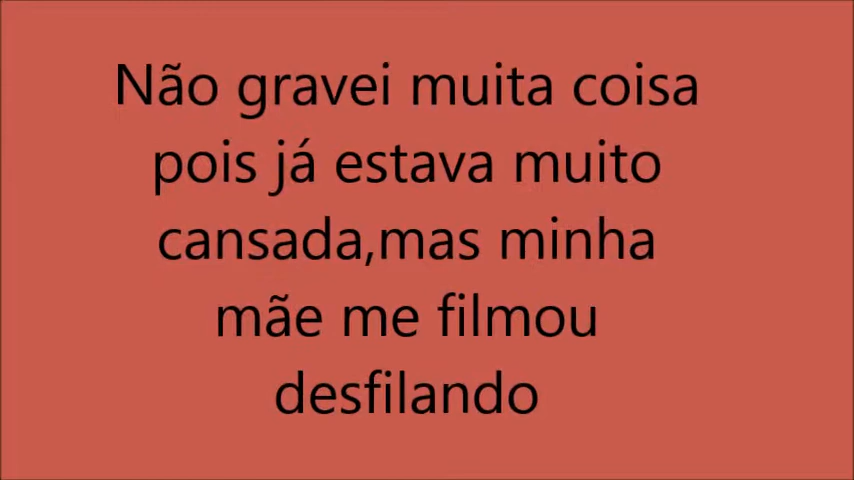 Não gravei muita coisa
pois já estava muito
cansada,mas minha
mãe me filmou
desfilando